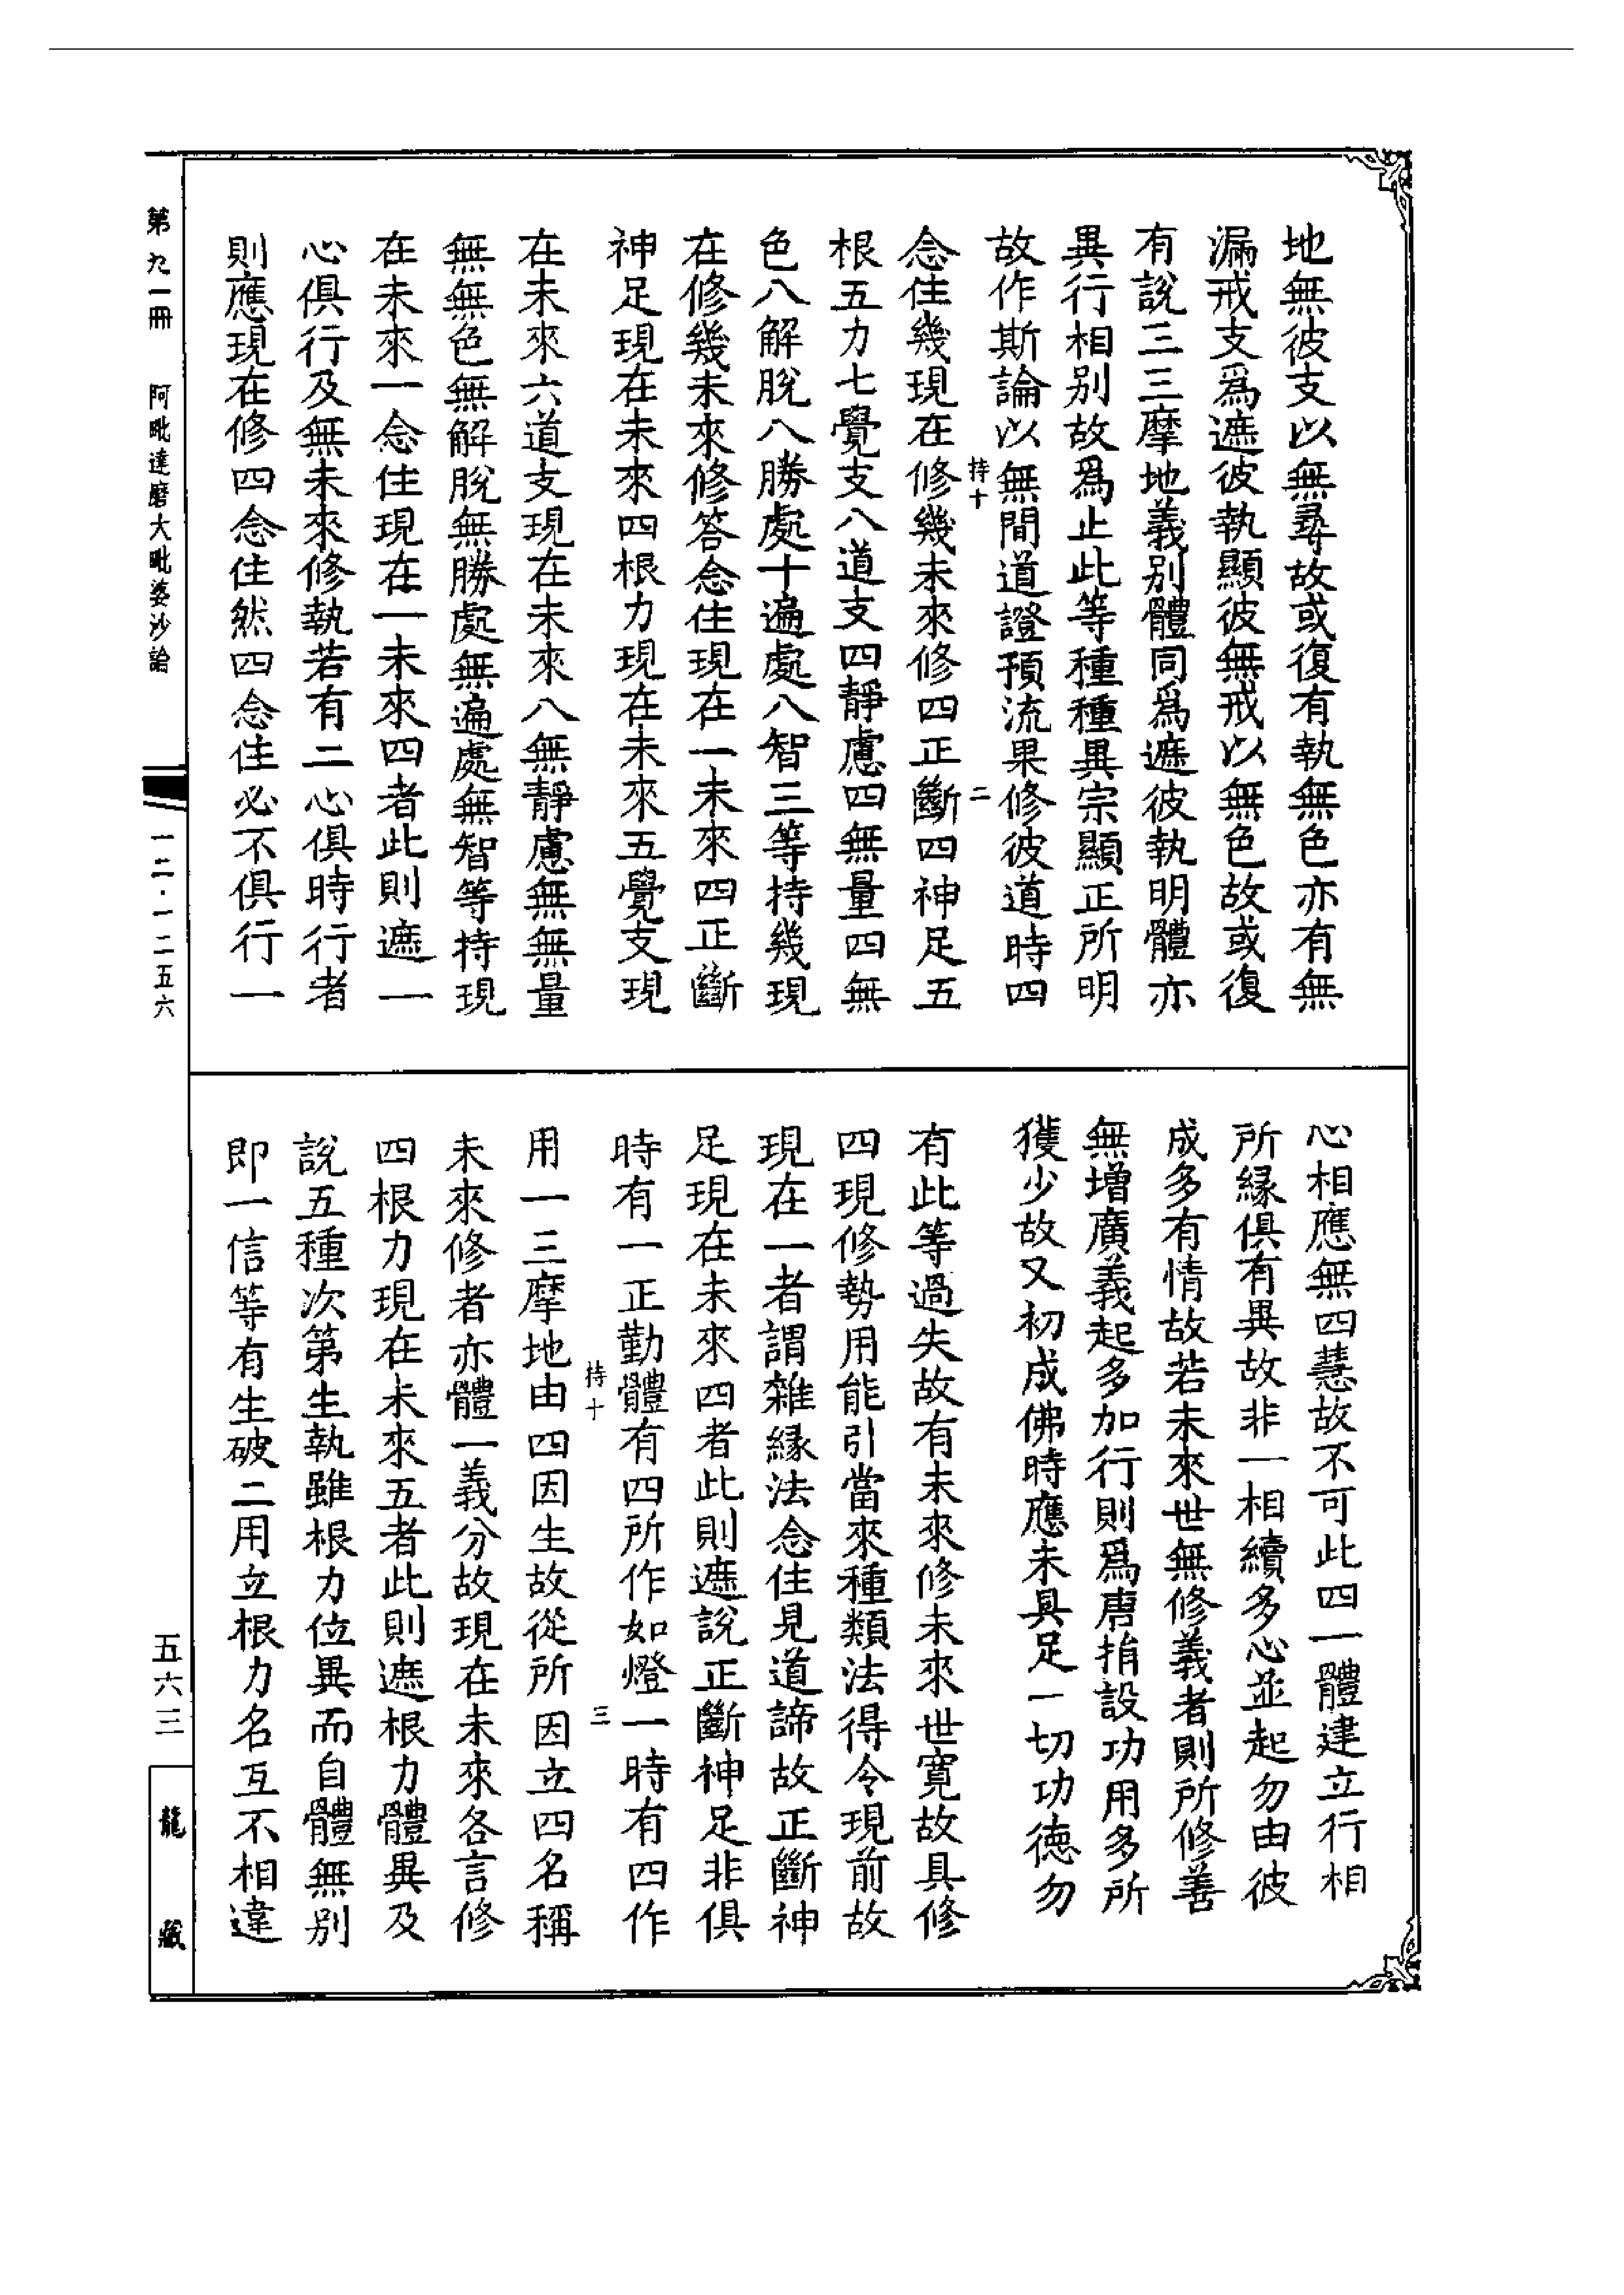 地無彼支以無尋故或復有執無色亦有無
漏戒支爲遮彼執顯彼無戒以無色故或復
有說三三摩地義別體同爲遮彼執明體亦
異行相別故爲止此等種種異宗顯正所明
故作斯論以無間道證預流果修彼道時四
持十
二
念住幾現在修幾未來修四正斷四神足五
根五力七覺支八道支四靜慮四無量四無
色八解脫八勝處十遍處八智三等持幾現
在修幾未來修答念住現在一未來四正斷
神足現在未來四根力現在未來五覺支現
在未來六道支現在未來八無靜慮無無量
無無色無解脫無勝處無遍處無智等持現
在未來一念住現在一未來四者此則遮一
心俱行及無未來修執若有二心俱時行者
則應現在修四念住然四念住必不俱行一
心相應無四慧故不可此四一體建立行相
所緣俱有異故非一相續多心並起勿由彼
成多有情故若未來世無修義者則所修善
無增廣義起多加行則爲唐捐設功用多所
獲少故又初成佛時應未具足一切功德勿
有此等過失故有未來修未來世寬故具修
四現修勢用能引當來種類法得令現前故
現在一者謂雜緣法念住見道諦故正斷神
足現在未來四者此則遮說正斷神足非俱
時有一正勤體有四所作如燈一時有四作
持十
三
用一三摩地由四因生故從所因立四名稱
未來修者亦體一義分故現在未來各言修
四根力現在未來五者此則遮根力體異及
說五種次第生執雖根力位異而自體無別
即一信等有生破二用立根力名互不相違
第九一冊 阿毗達磨大毗婆沙論
一二·一二五六
五六三
龍藏